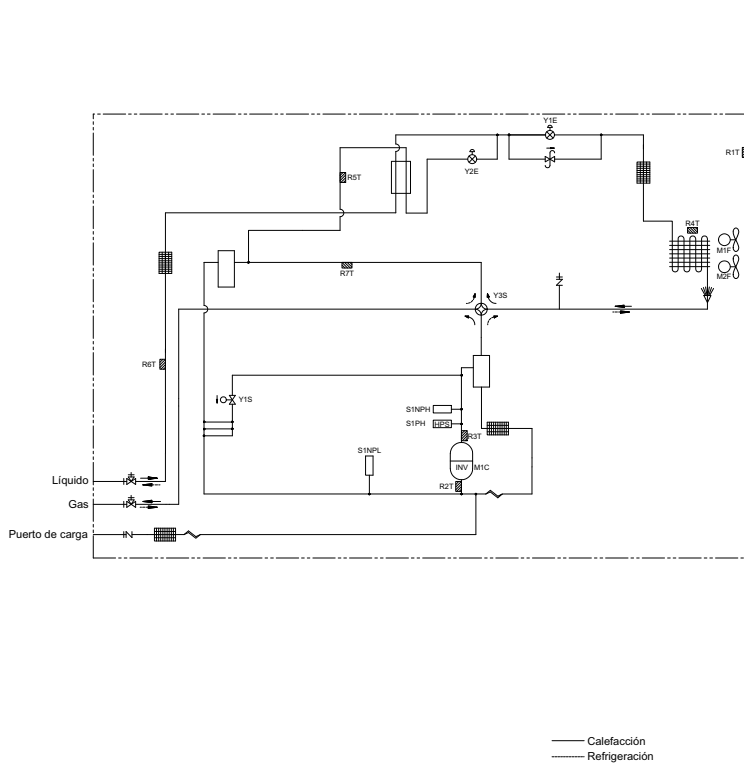 Y1E
R1T
Y2E
R5T
R4T
M1F
M2F
R7T
Y3S
R6T
Y1S
S1NPH
S1PH
HPS
R3T
S1NPL
INV
M1C
R2T
Líquido
Gas
Puerto de carga
Calefacción
Refrigeración